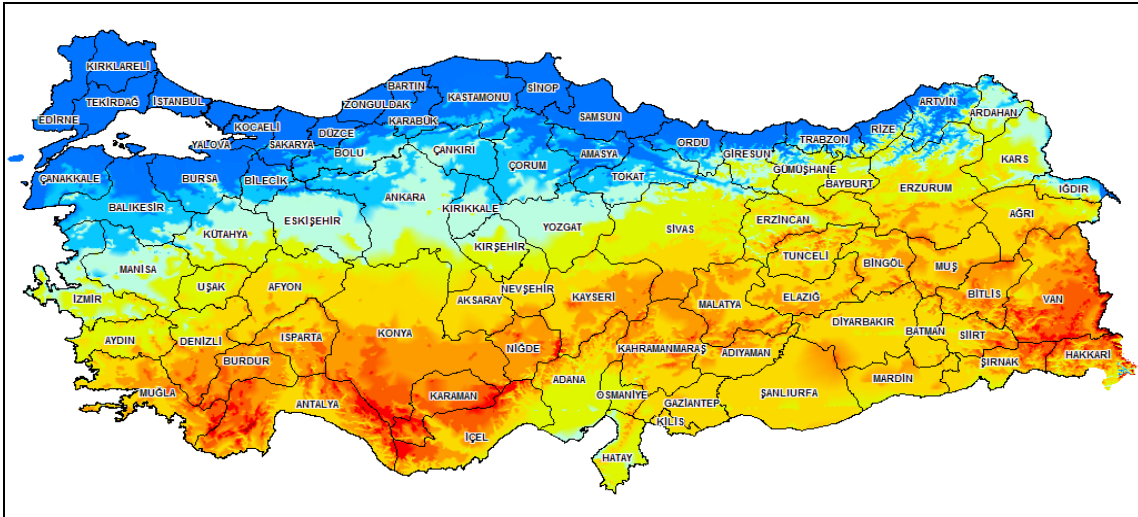 KIRKLARELİ
TEKİRDAĞ
İSTANBUL
EDİRNE
KOCAELİ
YALOVA
SAKARYA
DÜZCE
ZONGULDAK
BARTIN
KARABÜK
KASTAMONU
SİNOP
SAMSUN
BOLU
ÇANKIRI
ÇORUM
AMASYA
TOKAT
ORDU
GİRESUN
TRABZON
RİZE
ARTVİN
ARDAHAN
GÜMÜŞHANE
BAYBURT
ERZURUM
KARS
IĞDIR
ÇANAKKALE
BALIKESİR
BURSA
BİLECİK
KÜTAHYA
ESKİŞEHİR
ANKARA
KIRIKKALE
KIRŞEHİR
YOZGAT
SİVAS
ERZİNCAN
TUNCELİ
BİNGÖL
MUŞ
AĞRI
MANİSA
İZMİR
UŞAK
AFYON
AKSARAY
NEVŞEHİR
KAYSERİ
MALATYA
ELAZIĞ
DİYARBAKIR
BATMAN
BİTLİS
SİİRT
VAN
AYDIN
DENİZLİ
ISPARTA
BURDUR
KONYA
NİĞDE
KAHRAMANMARAŞ
ADIYAMAN
ŞIRNAK
HAKKARİ
MUĞLA
ANTALYA
KARAMAN
İÇEL
ADANA
OSMANİYE
GAZİANTEP
KİLİS
ŞANLIURFA
MARDİN
HATAY